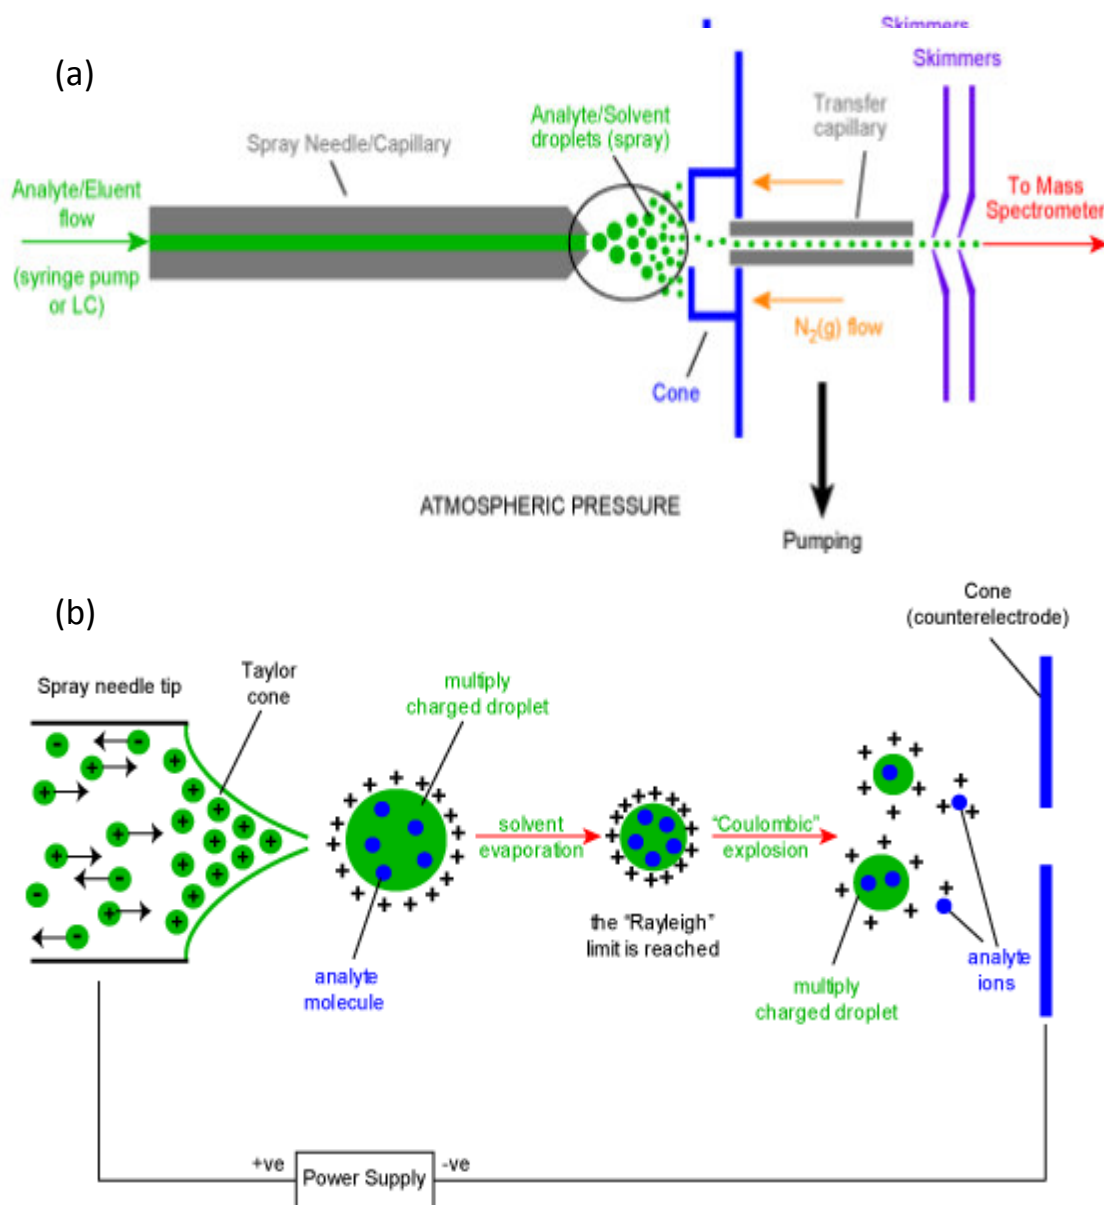 Skimmers
(a)
Skimmers
Analyte/Solvent
droplets (spray)
Transfer
capillary
Spray Needle/Capillary
Analyte/Eluent
flow
To Mass
Spectrometer
(syringe pump
or LC)
N2(g) flow
Cone
ATMOSPHERIC PRESSURE
Pumping
(b)
Cone
(counterelectrode)
Spray needle tip
Taylor
cone
multiply
charged droplet
solvent
evaporation
"Coulombic"
explosion
the "Rayleigh"
limit is reached
analyte
molecule
analyte
ions
multiply
charged droplet
+ve
Power Supply
-ve